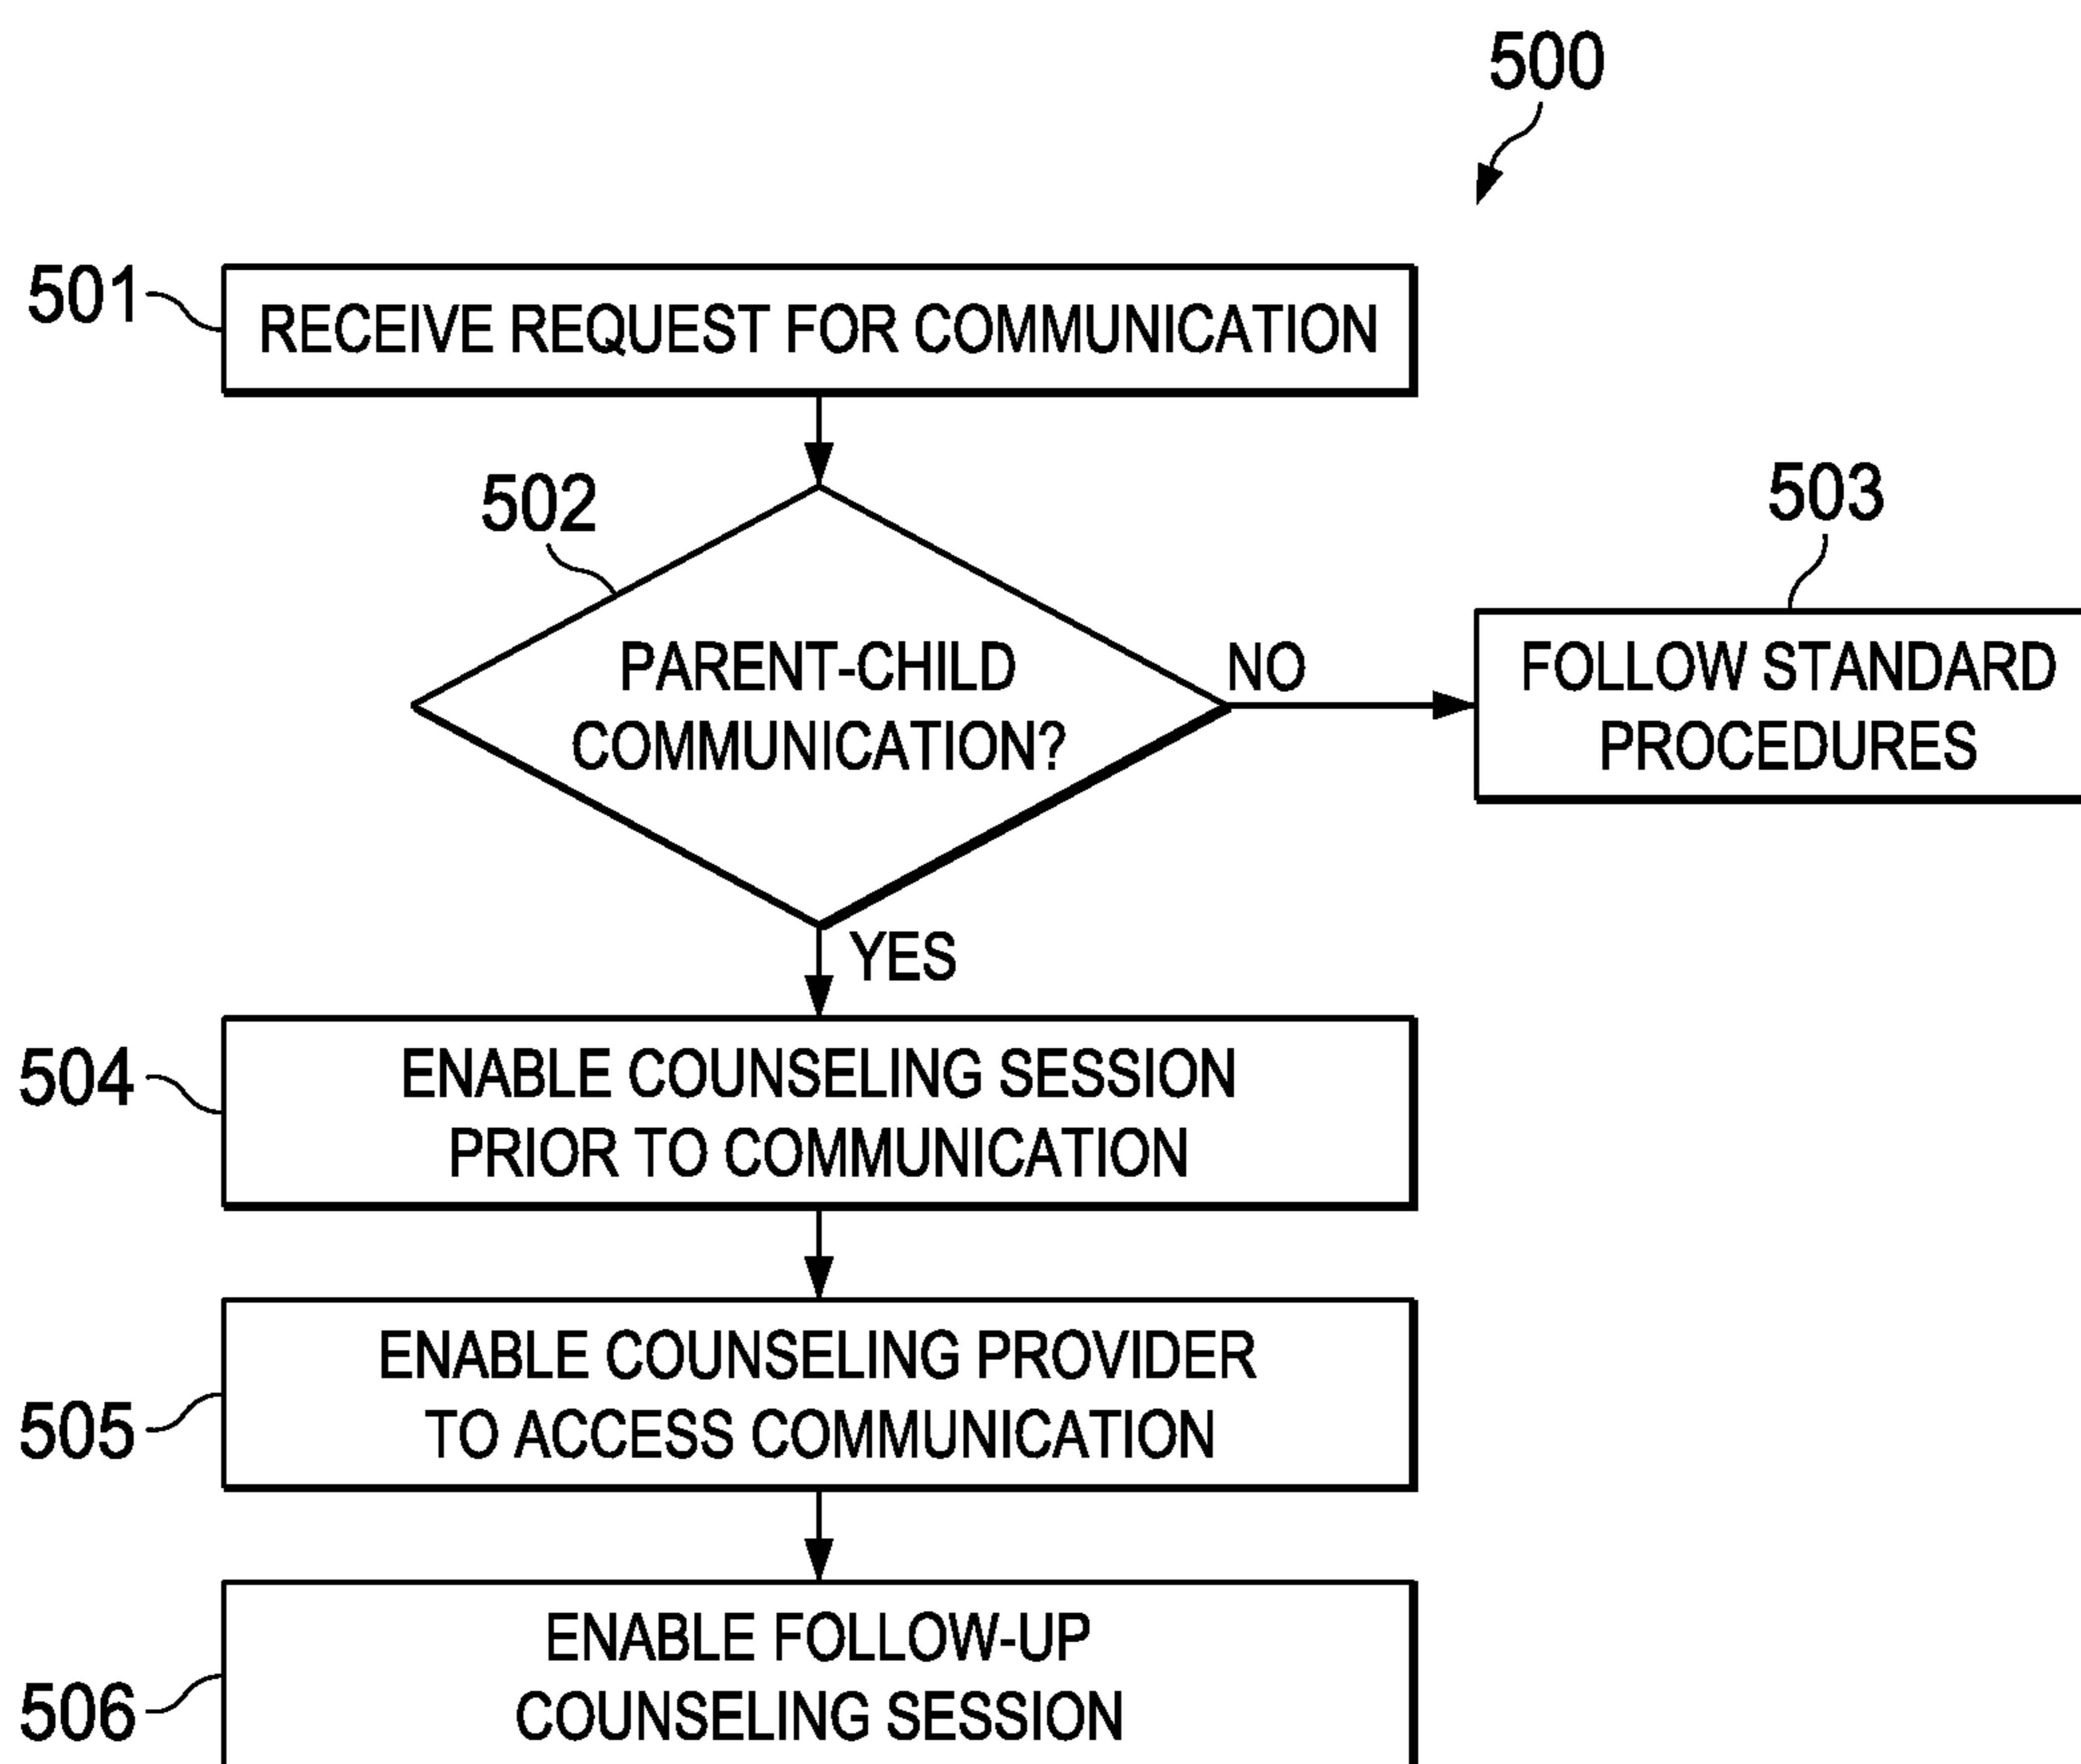 500
501
RECEIVE REQUEST FOR COMMUNICATION
502
PARENT-CHILD
COMMUNICATION?
NO
503
FOLLOW STANDARD
PROCEDURES
YES
504
ENABLE COUNSELING SESSION
PRIOR TO COMMUNICATION
505
ENABLE COUNSELING PROVIDER
TO ACCESS COMMUNICATION
506
ENABLE FOLLOW-UP
COUNSELING SESSION